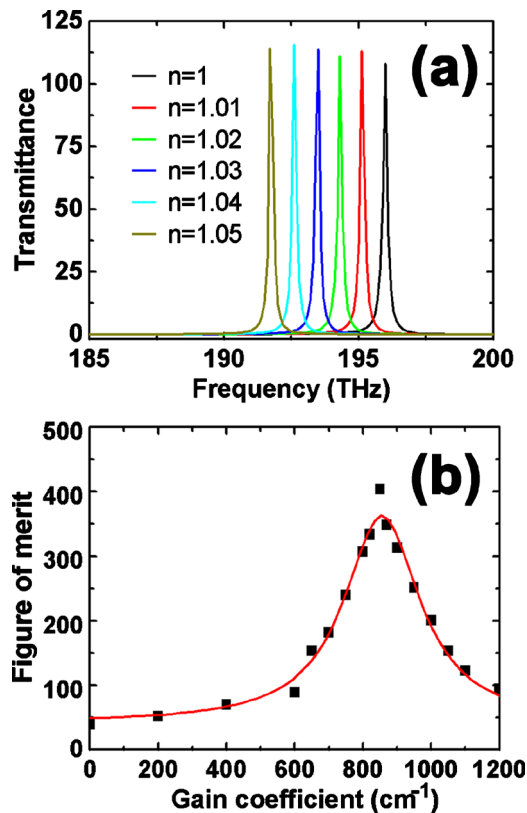 (a)
125
100
75
50
25
0
Transmittance
n=1
n=1.01
n=1.02
n=1.03
n=1.04
n=1.05
185 190 195 200
Frequency (THz)
(b)
500
400
300
200
100
0
Figure of merit
0 200 400 600 800 1000 1200
Gain coefficient (cm⁻¹)